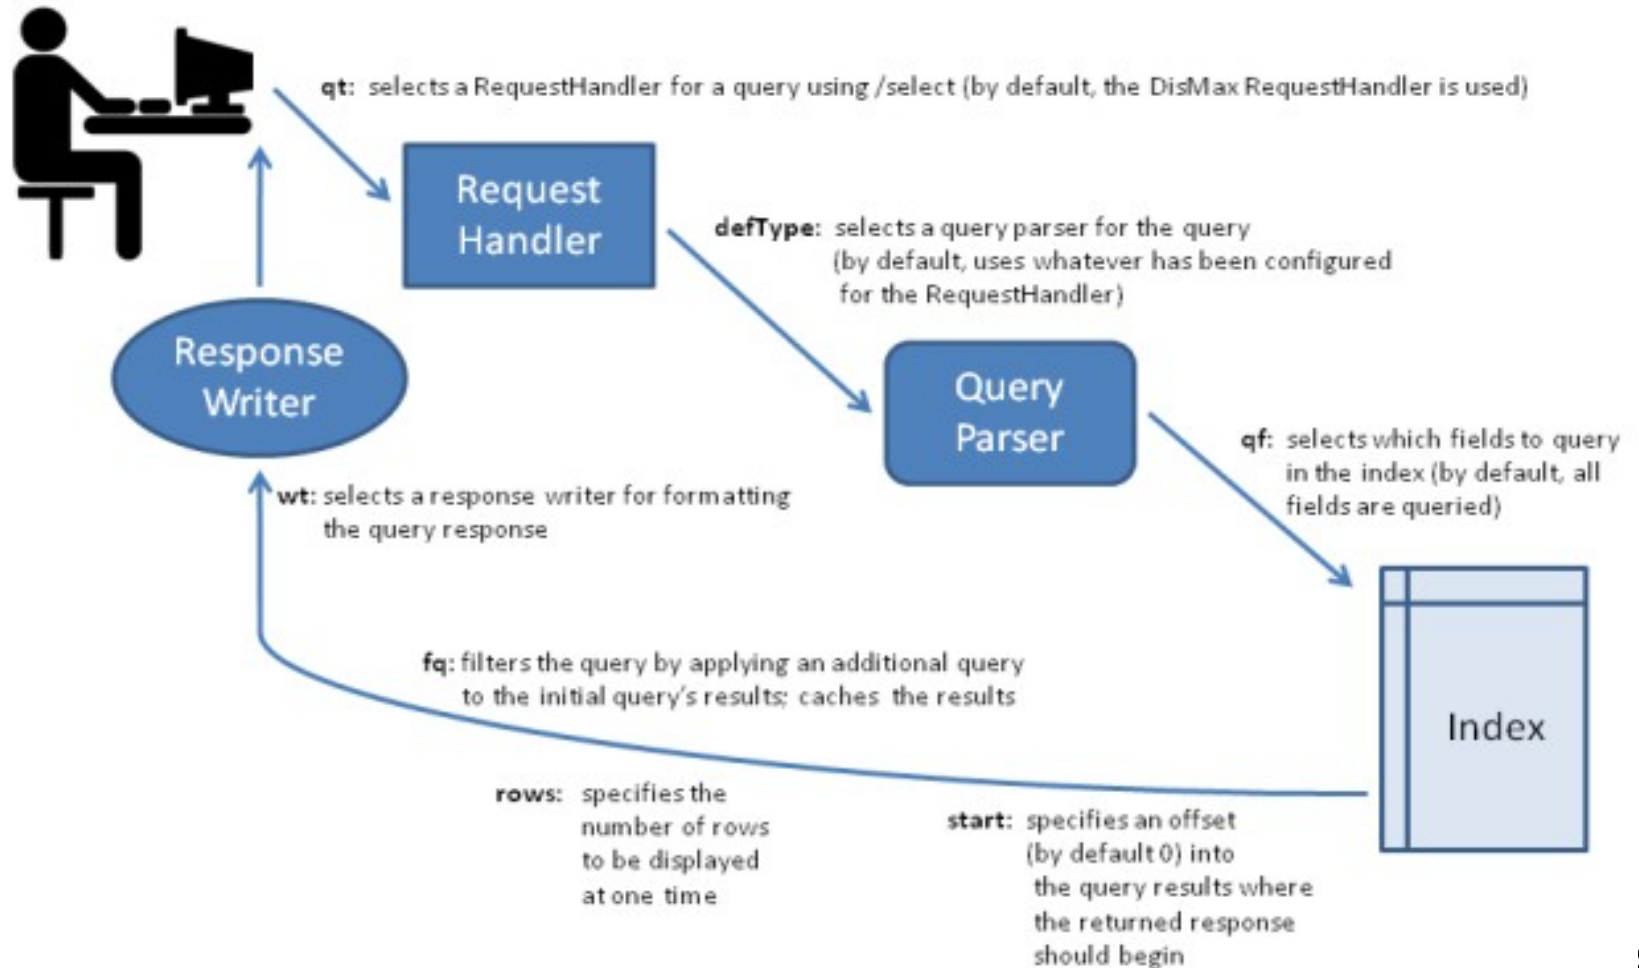 qt: selects a RequestHandler for a query using /select (by default, the DisMax RequestHandler is used)
Request
Handler
defType: selects a query parser for the query
(by default, uses whatever has been configured
for the RequestHandler)
Response
Writer
Query
Parser
qf: selects which fields to query
in the index (by default, all
fields are queried)
wt: selects a response writer for formatting
the query response
fq: filters the query by applying an additional query
to the initial query's results; caches the results
Index
rows: specifies the
number of rows
to be displayed
at one time
start: specifies an offset
(by default 0) into
the query results where
the returned response
should begin